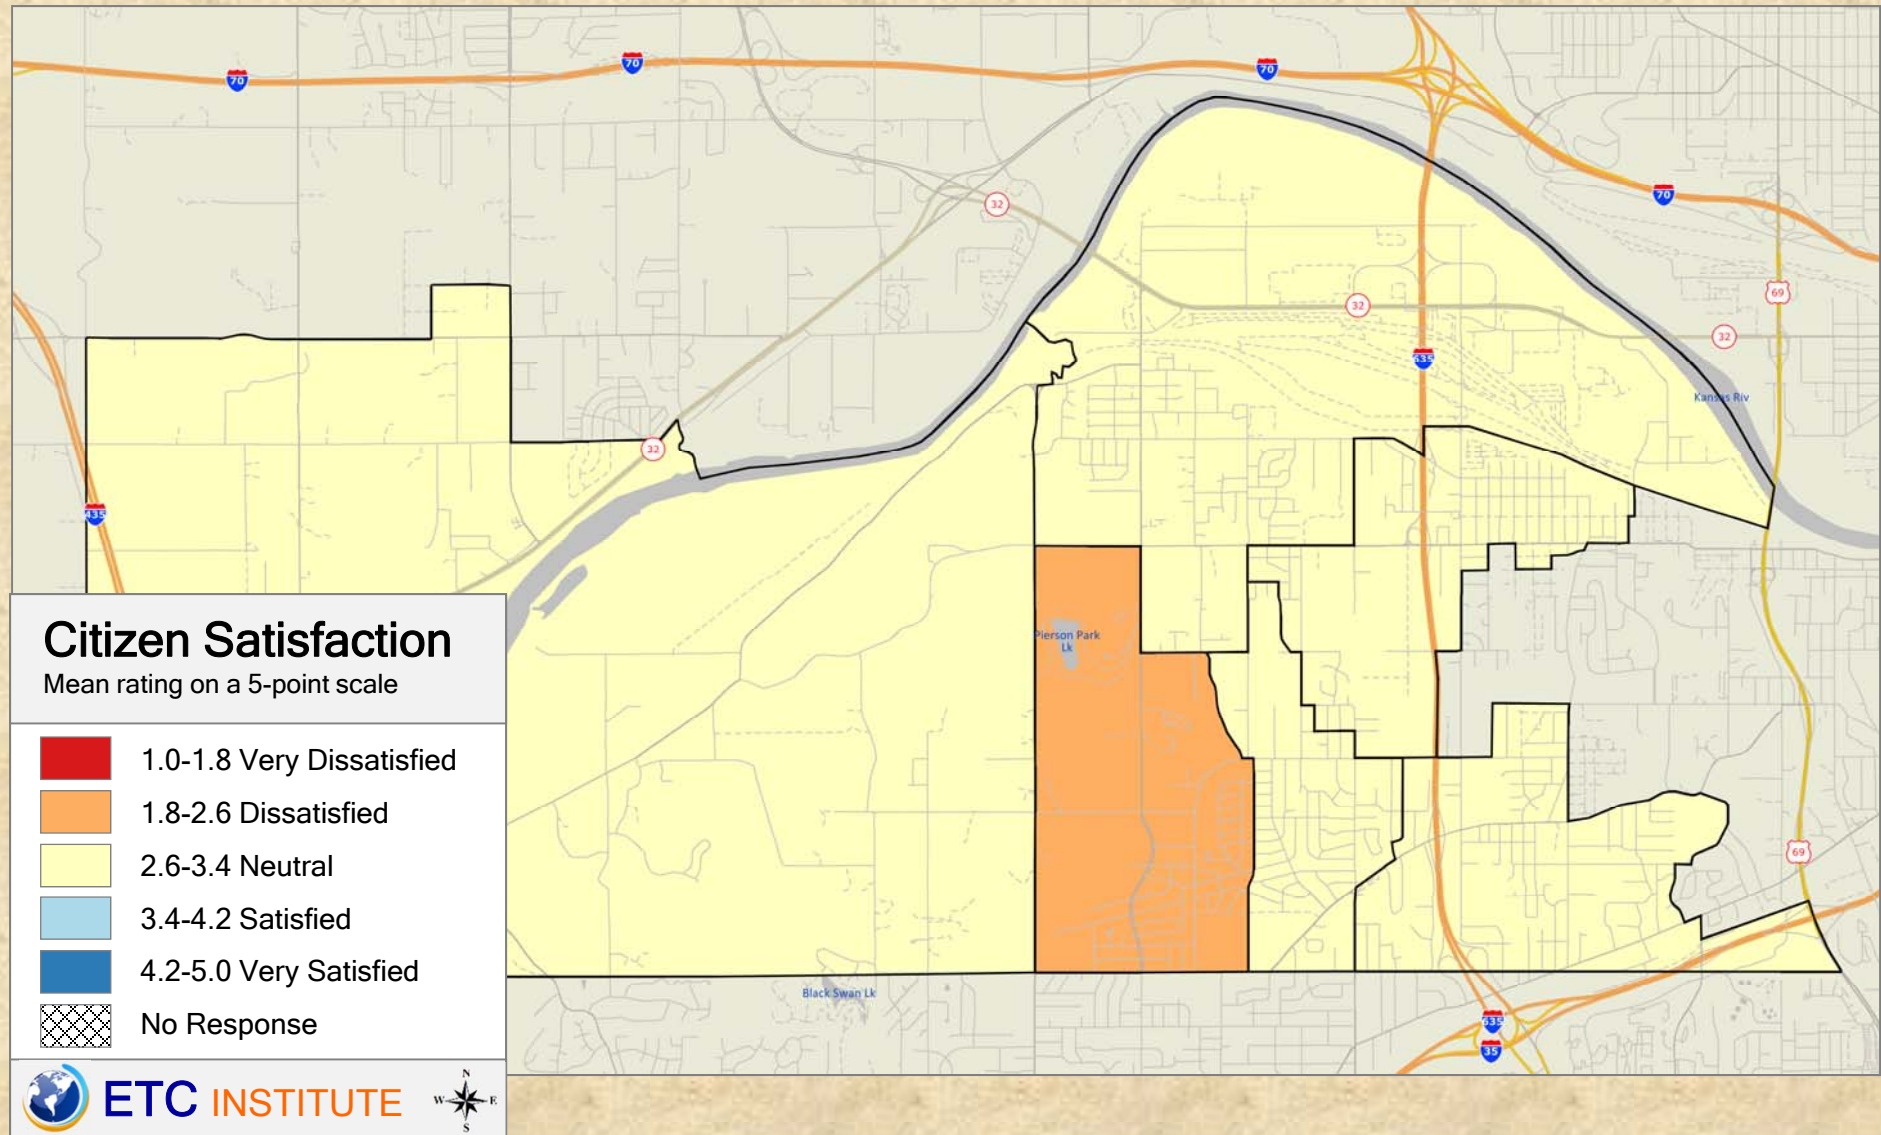 70
70
70
70
32
69
32
32
635
Kansas Riv
32
435
Pierson Park
Lk
69
Black Swan Lk
635
35
Citizen Satisfaction
Mean rating on a 5-point scale
1.0-1.8 Very Dissatisfied
1.8-2.6 Dissatisfied
2.6-3.4 Neutral
3.4-4.2 Satisfied
4.2-5.0 Very Satisfied
No Response
ETC INSTITUTE
N
W E
S